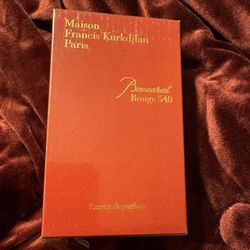 Maison
Francis Kurkdjian
Paris
Baccarat
Rouge 540
Extrait de parfum